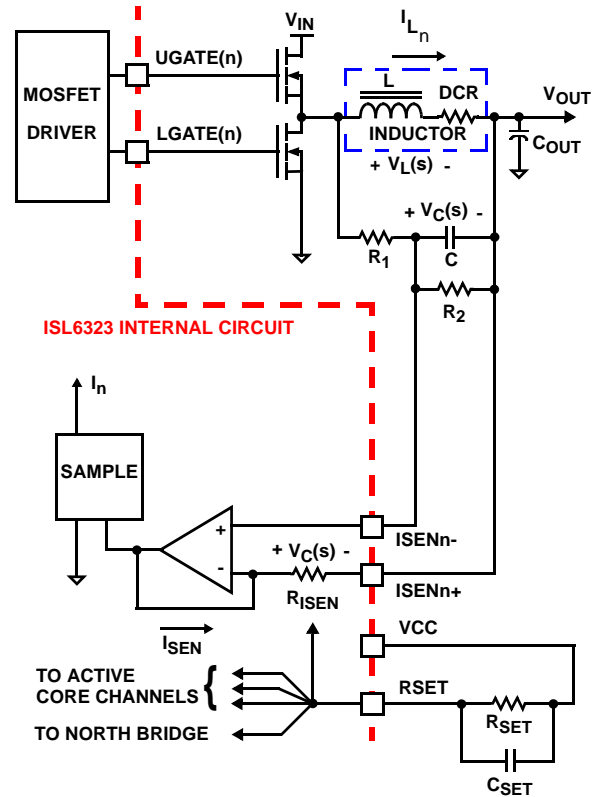 V_IN
I_Ln
MOSFET
DRIVER
UGATE(n)
LGATE(n)
L
DCR
INDUCTOR
V_OUT
C_OUT
+ V_L(s) -
+ V_C(s) -
R_1
C
R_2
ISL6323 INTERNAL CIRCUIT
I_n
SAMPLE
+
-
+ V_C(s) -
R_ISEN
ISENn-
ISENn+
I_SEN
VCC
TO ACTIVE
CORE CHANNELS {
RSET
R_SET
TO NORTH BRIDGE
C_SET